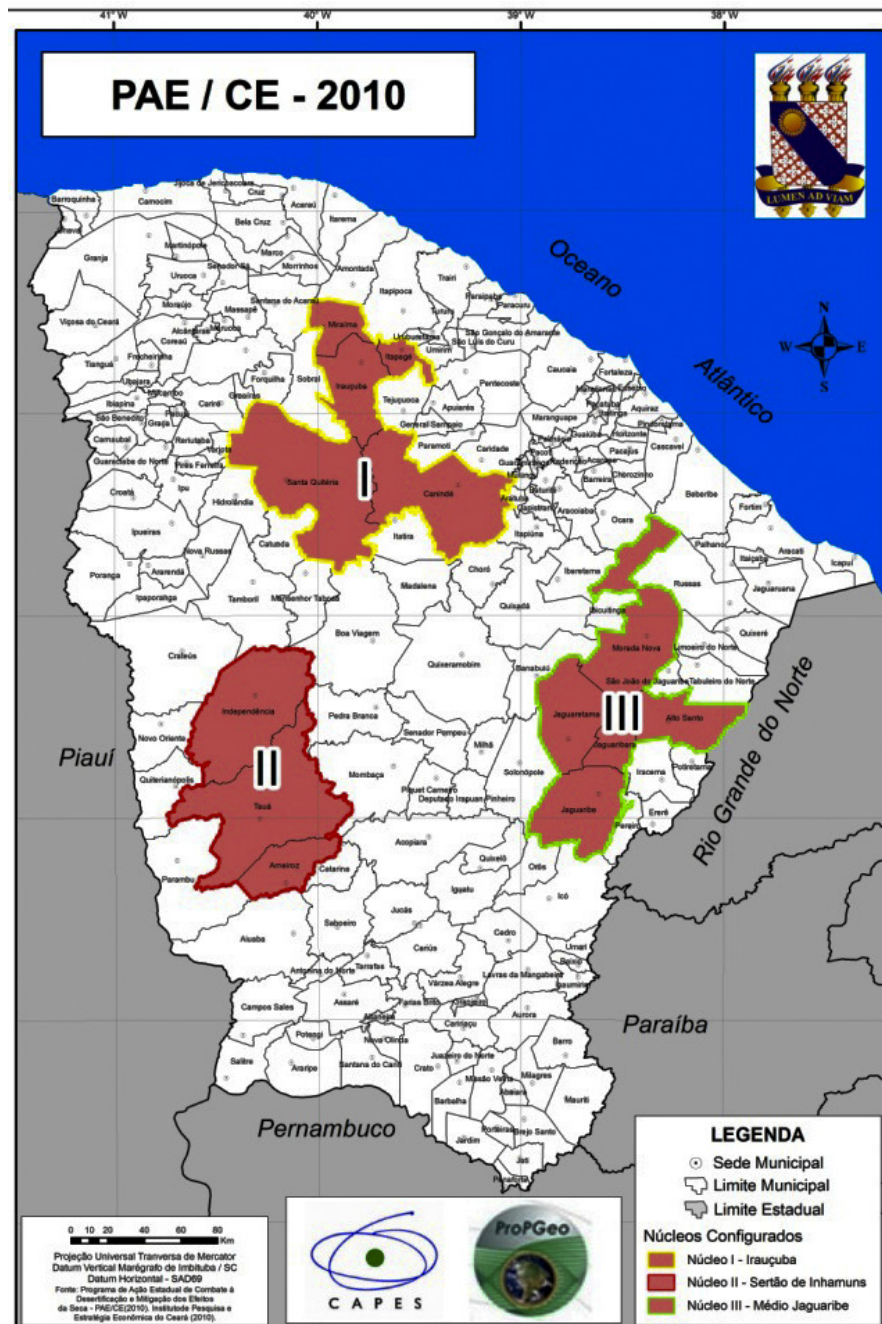 41°W
40°W
39°W
38°W
PAE / CE - 2010
LUMEN AD VIAM
Oceano
Atlântico
N
W
E
S
Jijoca de Jericoacoara
Cruz
Barroquinha
Camocim
Acaraú
Itarema
Chaval
Bela Cruz
Granja
Martinópole
Marco
Senador Sá
Morrinhos
Amontada
Trairi
Uruoca
Itapipoca
Paraipaba
Paracuru
Moraújo
Massapê
Santana do Acaraú
Tururu
Viçosa do Ceará
Miraíma
São Gonçalo do Amarante
Alcântaras
Meruoca
Uruburetama
São Luís do Curu
Coreaú
Umirim
Tianguá
Frecheirinha
Itapagé
Caucaia
Fortaleza
Ubajara
Forquilha
Sobral
Irauçuba
Pentecoste
Ibiapina
Mucambo
Cariré
Groaíras
Tejuçuoca
Apuiarés
Maranguape
Aquiraz
São Benedito
Graça
Pacujá
General Sampaio
Horizonte
Carnaubal
Reriutaba
Varjota
Paramoti
Caridade
Pacajus
Cascavel
Guaraciaba do Norte
Pires Ferreira
Chorozinho
Croatá
Ipu
Santa Quitéria
I
Canindé
Aratuba
Barreira
Beberibe
Hidrolândia
Capistrano
Aracoiaba
Ocara
Fortim
Ipueiras
Itatira
Itapiúna
Nova Russas
Catunda
Palhano
Aracati
Itaiçaba
Icapuí
Poranga
Ararendá
Choró
Ibaretama
Ipaporanga
Tamboril
Monsenhor Tabosa
Madalena
Quixadá
Russas
Jaguaruana
Ibicuitinga
Boa Viagem
Quixeré
Crateús
Quixeramobim
Morada Nova
Limoeiro do Norte
Banabuiú
São João do Jaguaribe
Tabuleiro do Norte
Independência
Pedra Branca
Jaguaretama
III
Alto Santo
Novo Oriente
Senador Pompeu
Jaguaribara
Piauí
II
Milhã
Quiterianópolis
Mombaça
Solonópole
Iracema
Potiretama
Piquet Carneiro
Deputado Irapuan Pinheiro
Tauá
Jaguaribe
Ererê
Pereiro
Rio Grande do Norte
Acopiara
Parambu
Arneiroz
Catarina
Quixelô
Orós
Iguatu
Icó
Jucás
Saboeiro
Aiuaba
Cariús
Cedro
Umari
Baixio
Antonina do Norte
Tarrafas
Lavras da Mangabeira
Ipaumirim
Várzea Alegre
Campos Sales
Assaré
Farias Brito
Granjeiro
Aurora
Altaneira
Caririaçu
Paraíba
Potengi
Nova Olinda
Barro
Salitre
Araripe
Santana do Cariri
Crato
Juazeiro do Norte
Missão Velha
Milagres
Abaiara
Barbalha
Mauriti
Pernambuco
Porteiras
Brejo Santo
Jardim
Jati
Penaforte
LEGENDA
Sede Municipal
Limite Municipal
Limite Estadual
Núcleos Configurados
Núcleo I - Irauçuba
Núcleo II - Sertão de Inhamuns
Núcleo III - Médio Jaguaribe
0 10 20 40 60 80
Km
Projeção Universal Tranversa de Mercator
Datum Vertical Marégrafo de Imbituba / SC
Datum Horizontal - SAD69
Fonte: Programa de Ação Estadual de Combate à
Desertificação e Mitigação dos Efeitos
da Seca - PAE/CE(2010). Institutode Pesquisa e
Estratégia Econômica do Ceará (2010).
CAPES
ProPGeo